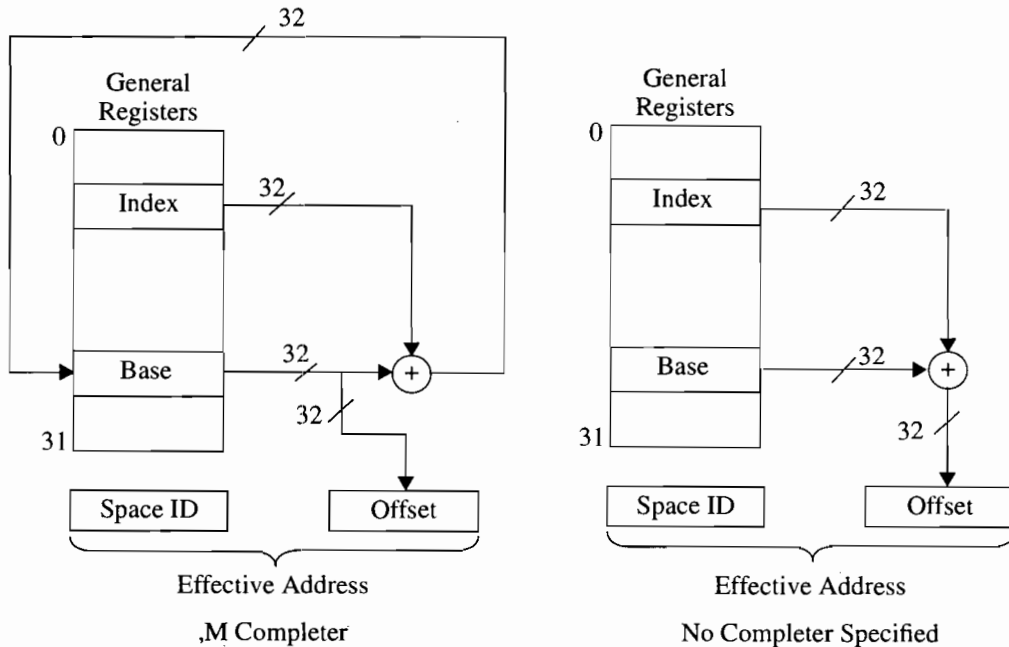 32
General
Registers
0
Index
32
Base
32
32
31
Space ID
Offset
Effective Address
,M Completer
General
Registers
0
Index
32
Base
32
32
31
Space ID
Offset
Effective Address
No Completer Specified